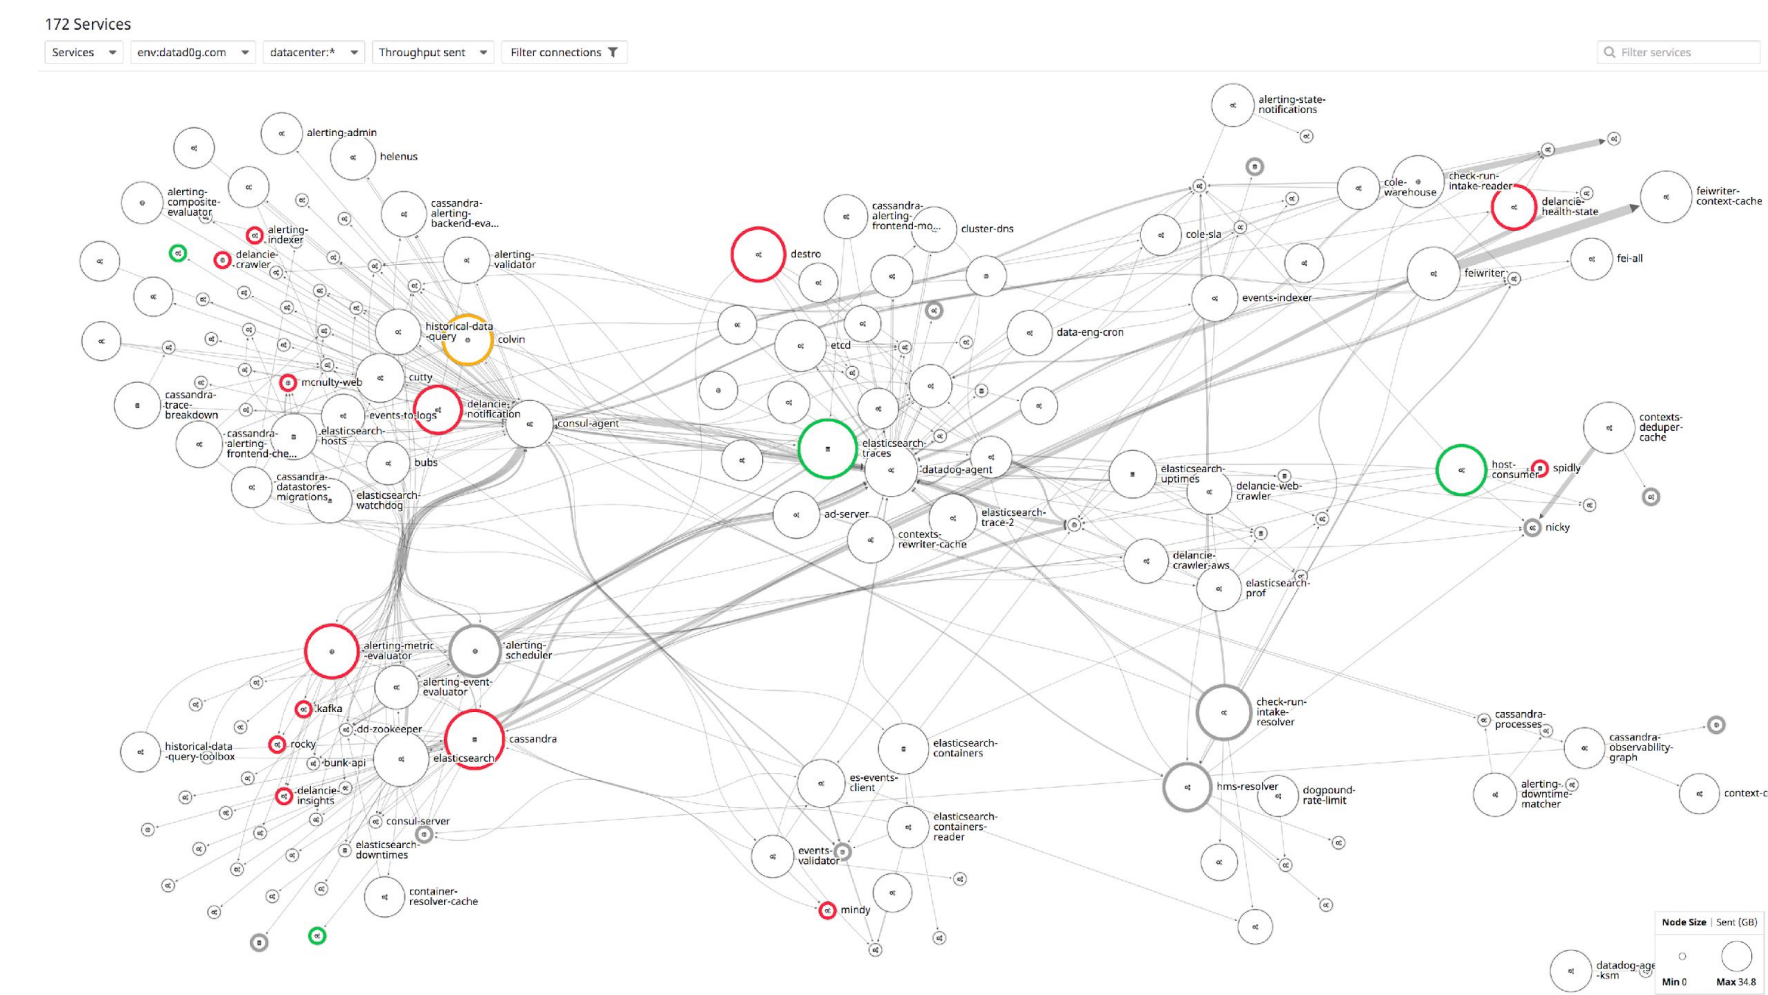 172 Services
Services
env:datad0g.com
datacenter:*
Throughput sent
Filter connections
Filter services
alerting-state-
notifications
alerting-admin
helenus
alerting-
composite-
evaluator
cassandra-
alerting-
backend-eva...
alerting-
indexer
delancie-
crawler
alerting-
validator
cassandra-
alerting-
frontend-mo...
cluster-dns
destro
cole-
warehouse
check-run-
intake-reader
delancie-
health-state
feiwriter-
context-cache
cole-sla
fei-all
feiwriter
events-indexer
historical-data
-query
colvin
etcd
data-eng-cron
cutty
mcnulty-web
cassandra-
trace-
breakdown
events-to-logs
delancie-
notification
consul-agent
elasticsearch-
hosts
cassandra-
alerting-
frontend-che...
bubs
elasticsearch-
traces
datadog-agent
contexts-
deduper-
cache
cassandra-
datastores-
migrations
elasticsearch-
watchdog
elasticsearch-
uptimes
delancie-web-
crawler
host-
consumer
spidly
ad-server
elasticsearch-
trace-2
nicky
contexts-
rewriter-cache
delancie-
crawler-aws
elasticsearch-
prof
alerting-metric
-evaluator
alerting-
scheduler
alerting-event-
evaluator
kafka
dd-zookeeper
cassandra
rocky
historical-data
-query-toolbox
bunk-api
elasticsearch
delancie-
insights
consul-server
elasticsearch-
downtimes
container-
resolver-cache
elasticsearch-
containers
es-events-
client
elasticsearch-
containers-
reader
events-
validator
mindy
check-run-
intake-
resolver
hms-resolver
dogpound-
rate-limit
cassandra-
processes
cassandra-
observability-
graph
alerting-
downtime-
matcher
context-c
datadog-age
-ksm
Node Size | Sent (GB)
Min 0
Max 34.8